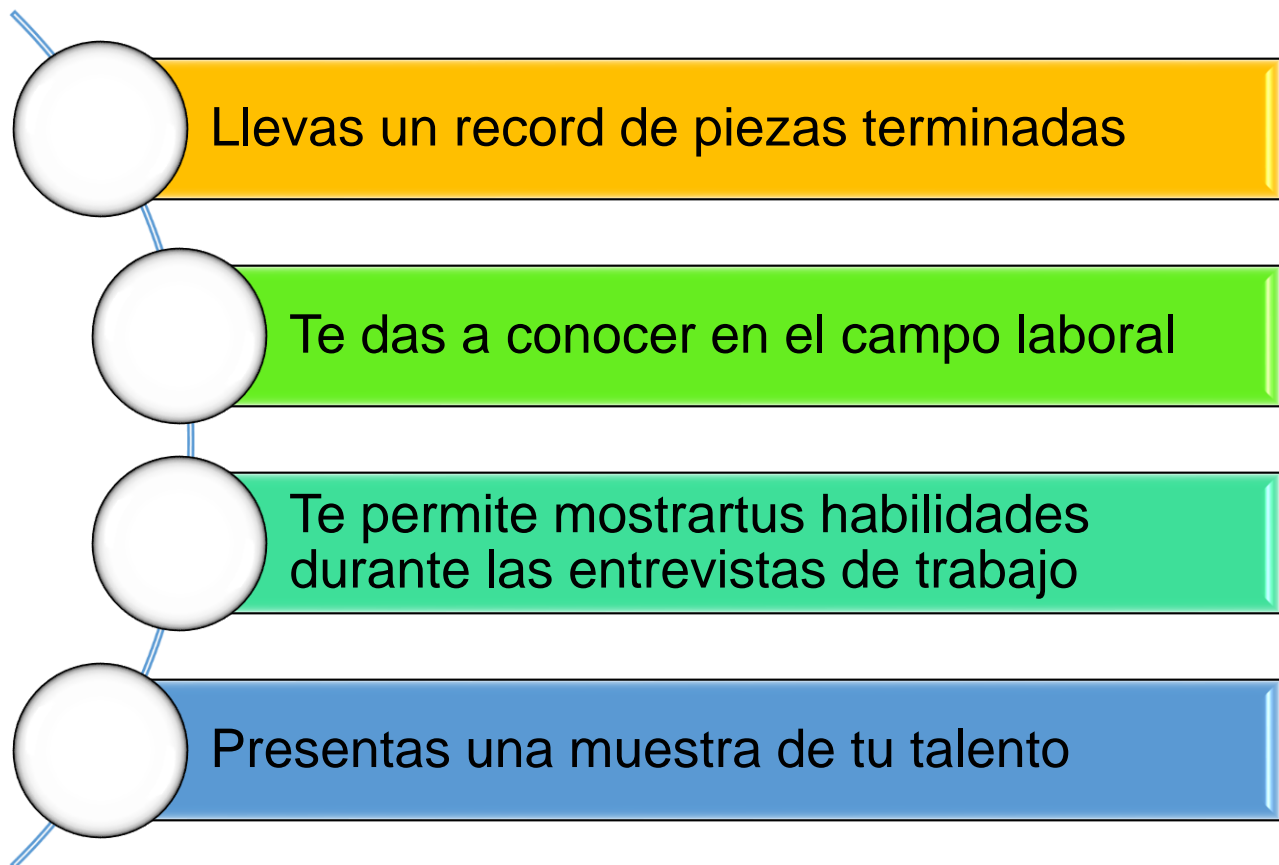 Llevas un record de piezas terminadas
Te das a conocer en el campo laboral
Te permite mostrartus habilidades
durante las entrevistas de trabajo
Presentas una muestra de tu talento